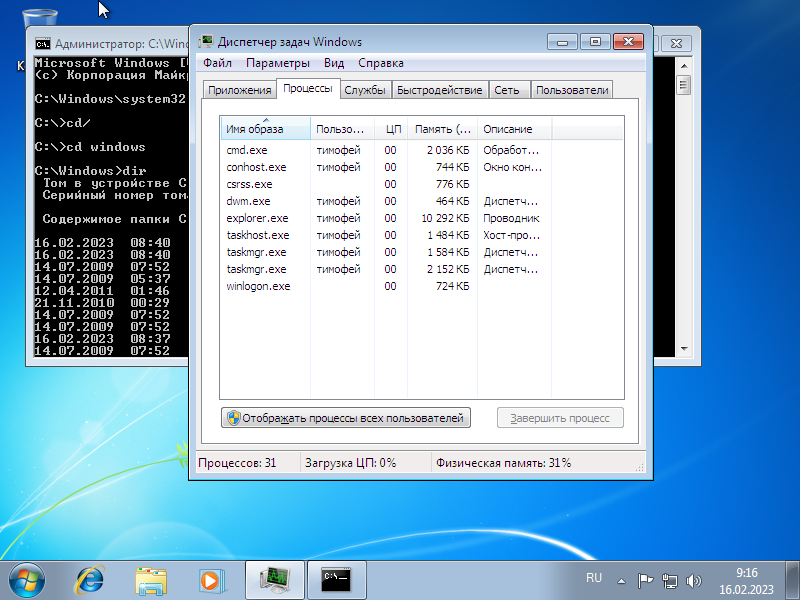 К
Администратор: C:\Wind
Microsoft Windows [
(c) Корпорация Майк
C:\Windows\system32
C:\>cd/
C:\>cd windows
C:\Windows>dir
Том в устройстве C
Серийный номер том
Содержимое папки C
16.02.2023 08:40
16.02.2023 08:40
14.07.2009 07:52
14.07.2009 05:37
12.04.2011 01:46
21.11.2010 00:29
14.07.2009 07:52
14.07.2009 07:52
16.02.2023 08:37
14.07.2009 07:52
Диспетчер задач Windows
Файл Параметры Вид Справка
Приложения Процессы Службы Быстродействие Сеть Пользователи
Имя образа Пользо... ЦП Память (... Описание
cmd.exe тимофей 00 2 036 КБ Обработ...
conhost.exe тимофей 00 744 КБ Окно кон...
csrss.exe 00 776 КБ
dwm.exe тимофей 00 464 КБ Диспетч...
explorer.exe тимофей 00 10 292 КБ Проводник
taskhost.exe тимофей 00 1 484 КБ Хост-про...
taskmgr.exe тимофей 00 1 584 КБ Диспетч...
taskmgr.exe тимофей 00 2 152 КБ Диспетч...
winlogon.exe 00 724 КБ
Отображать процессы всех пользователей Завершить процесс
Процессов: 31 Загрузка ЦП: 0% Физическая память: 31%
C:\ RU 9:16
16.02.2023